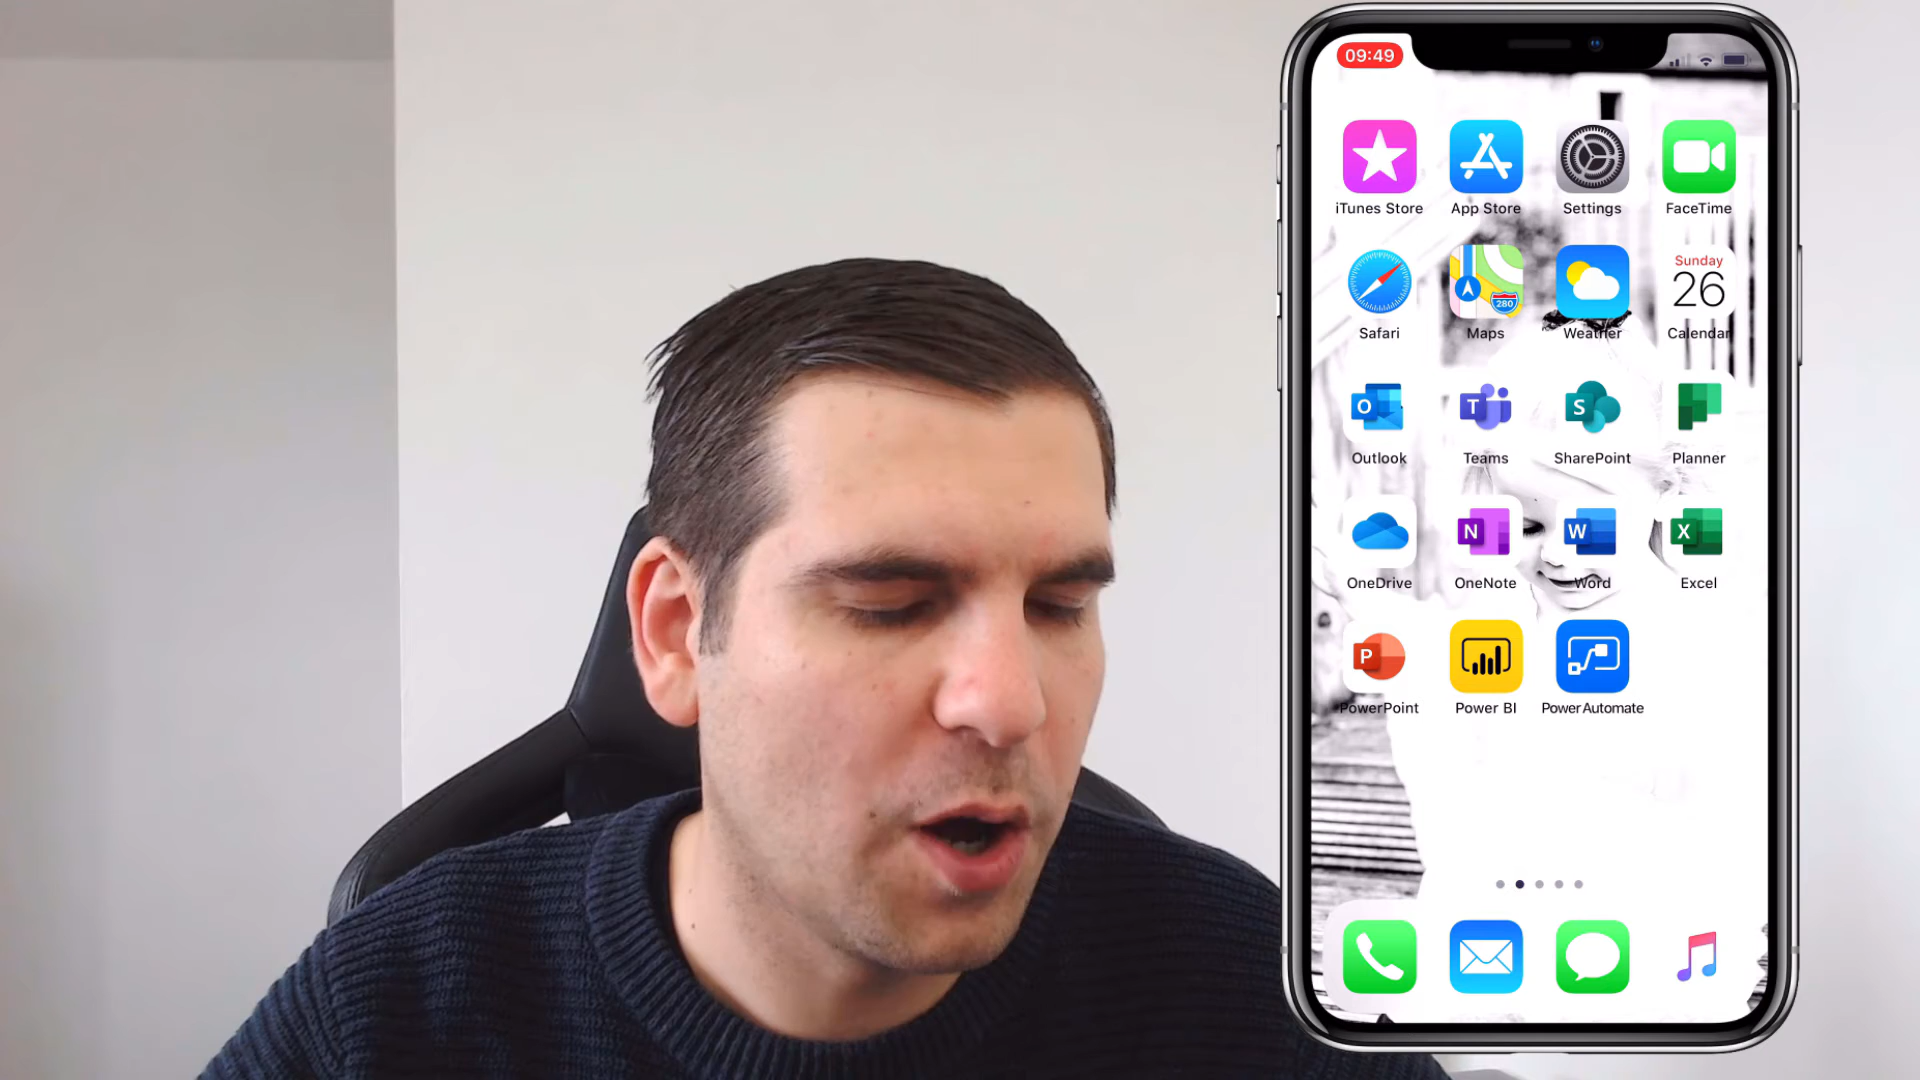 09:49
iTunes Store App Store Settings FaceTime
280
Sunday
26
Safari Maps Weather Calendar
O T S
Outlook Teams SharePoint Planner
N W X
OneDrive OneNote Word Excel
P
PowerPoint Power BI Power Automate